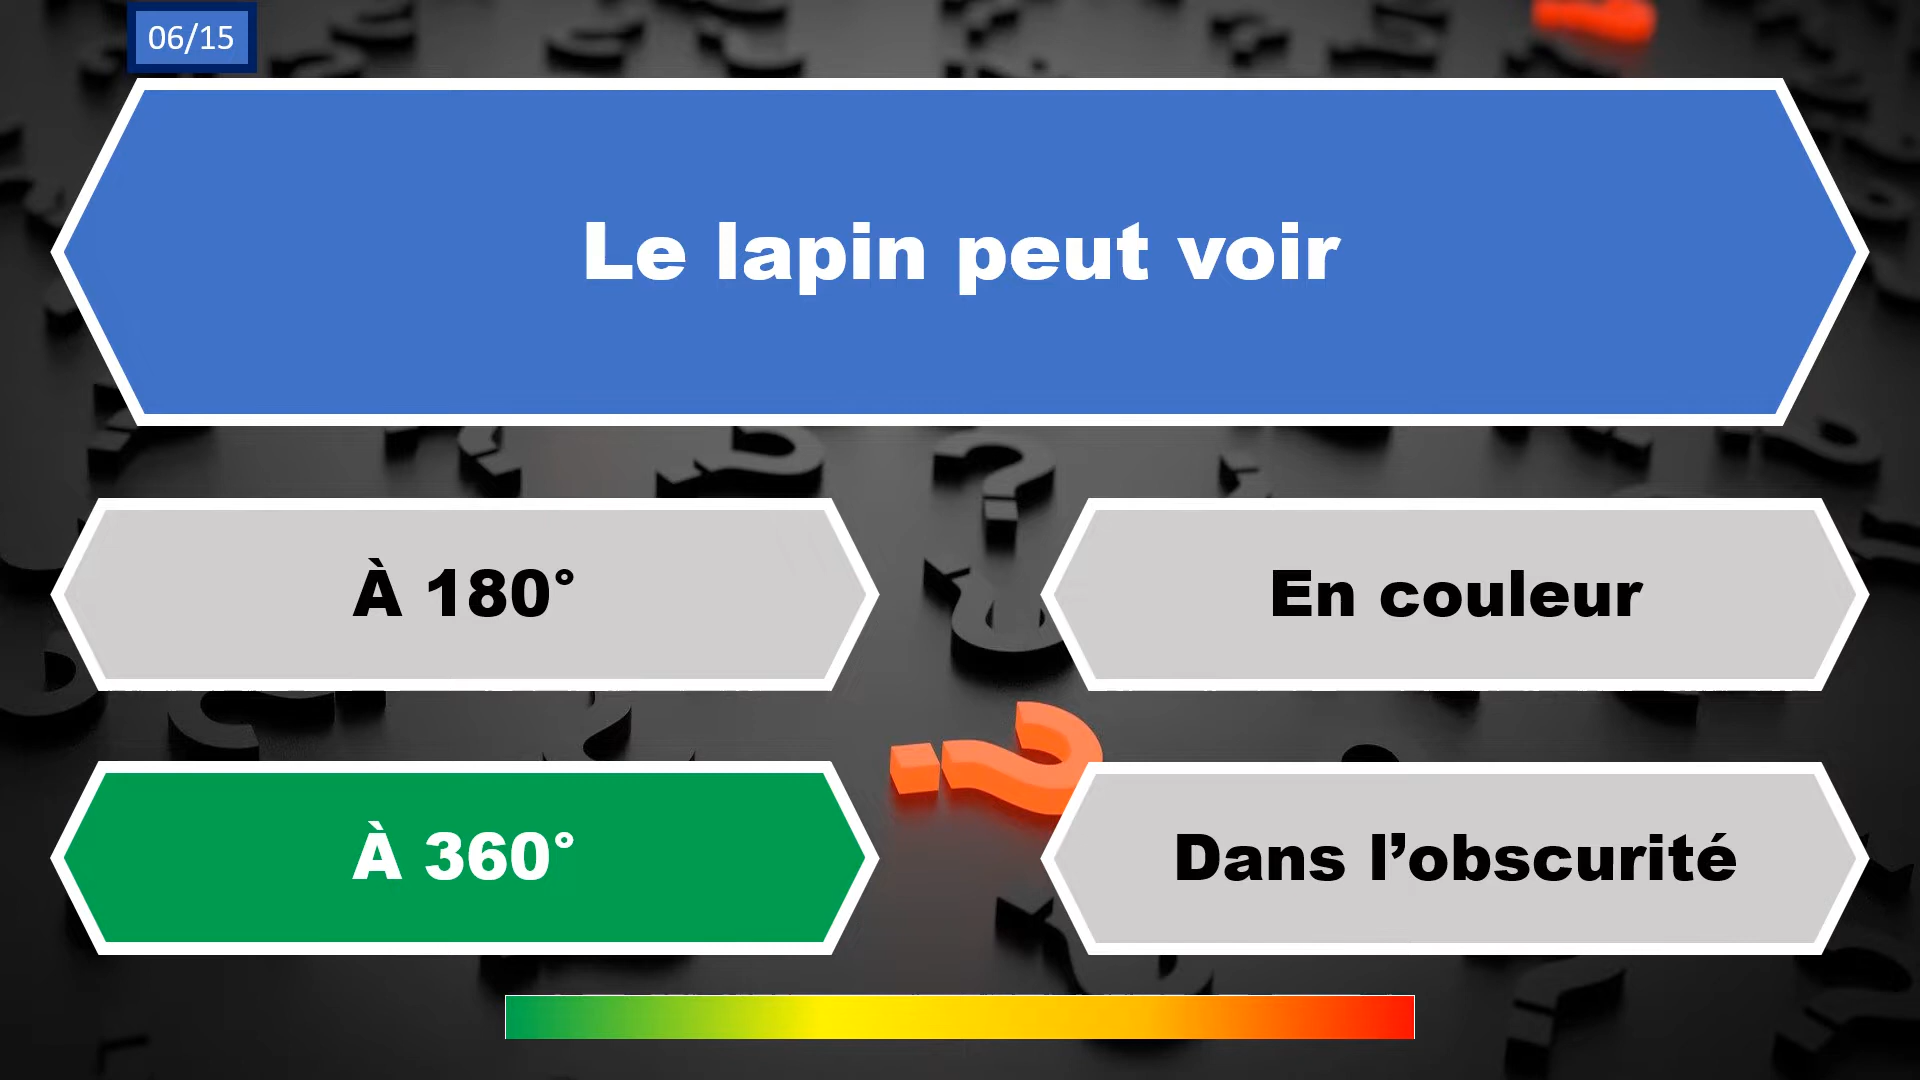 06/15
Le lapin peut voir
À 180°
En couleur
À 360°
Dans l’obscurité